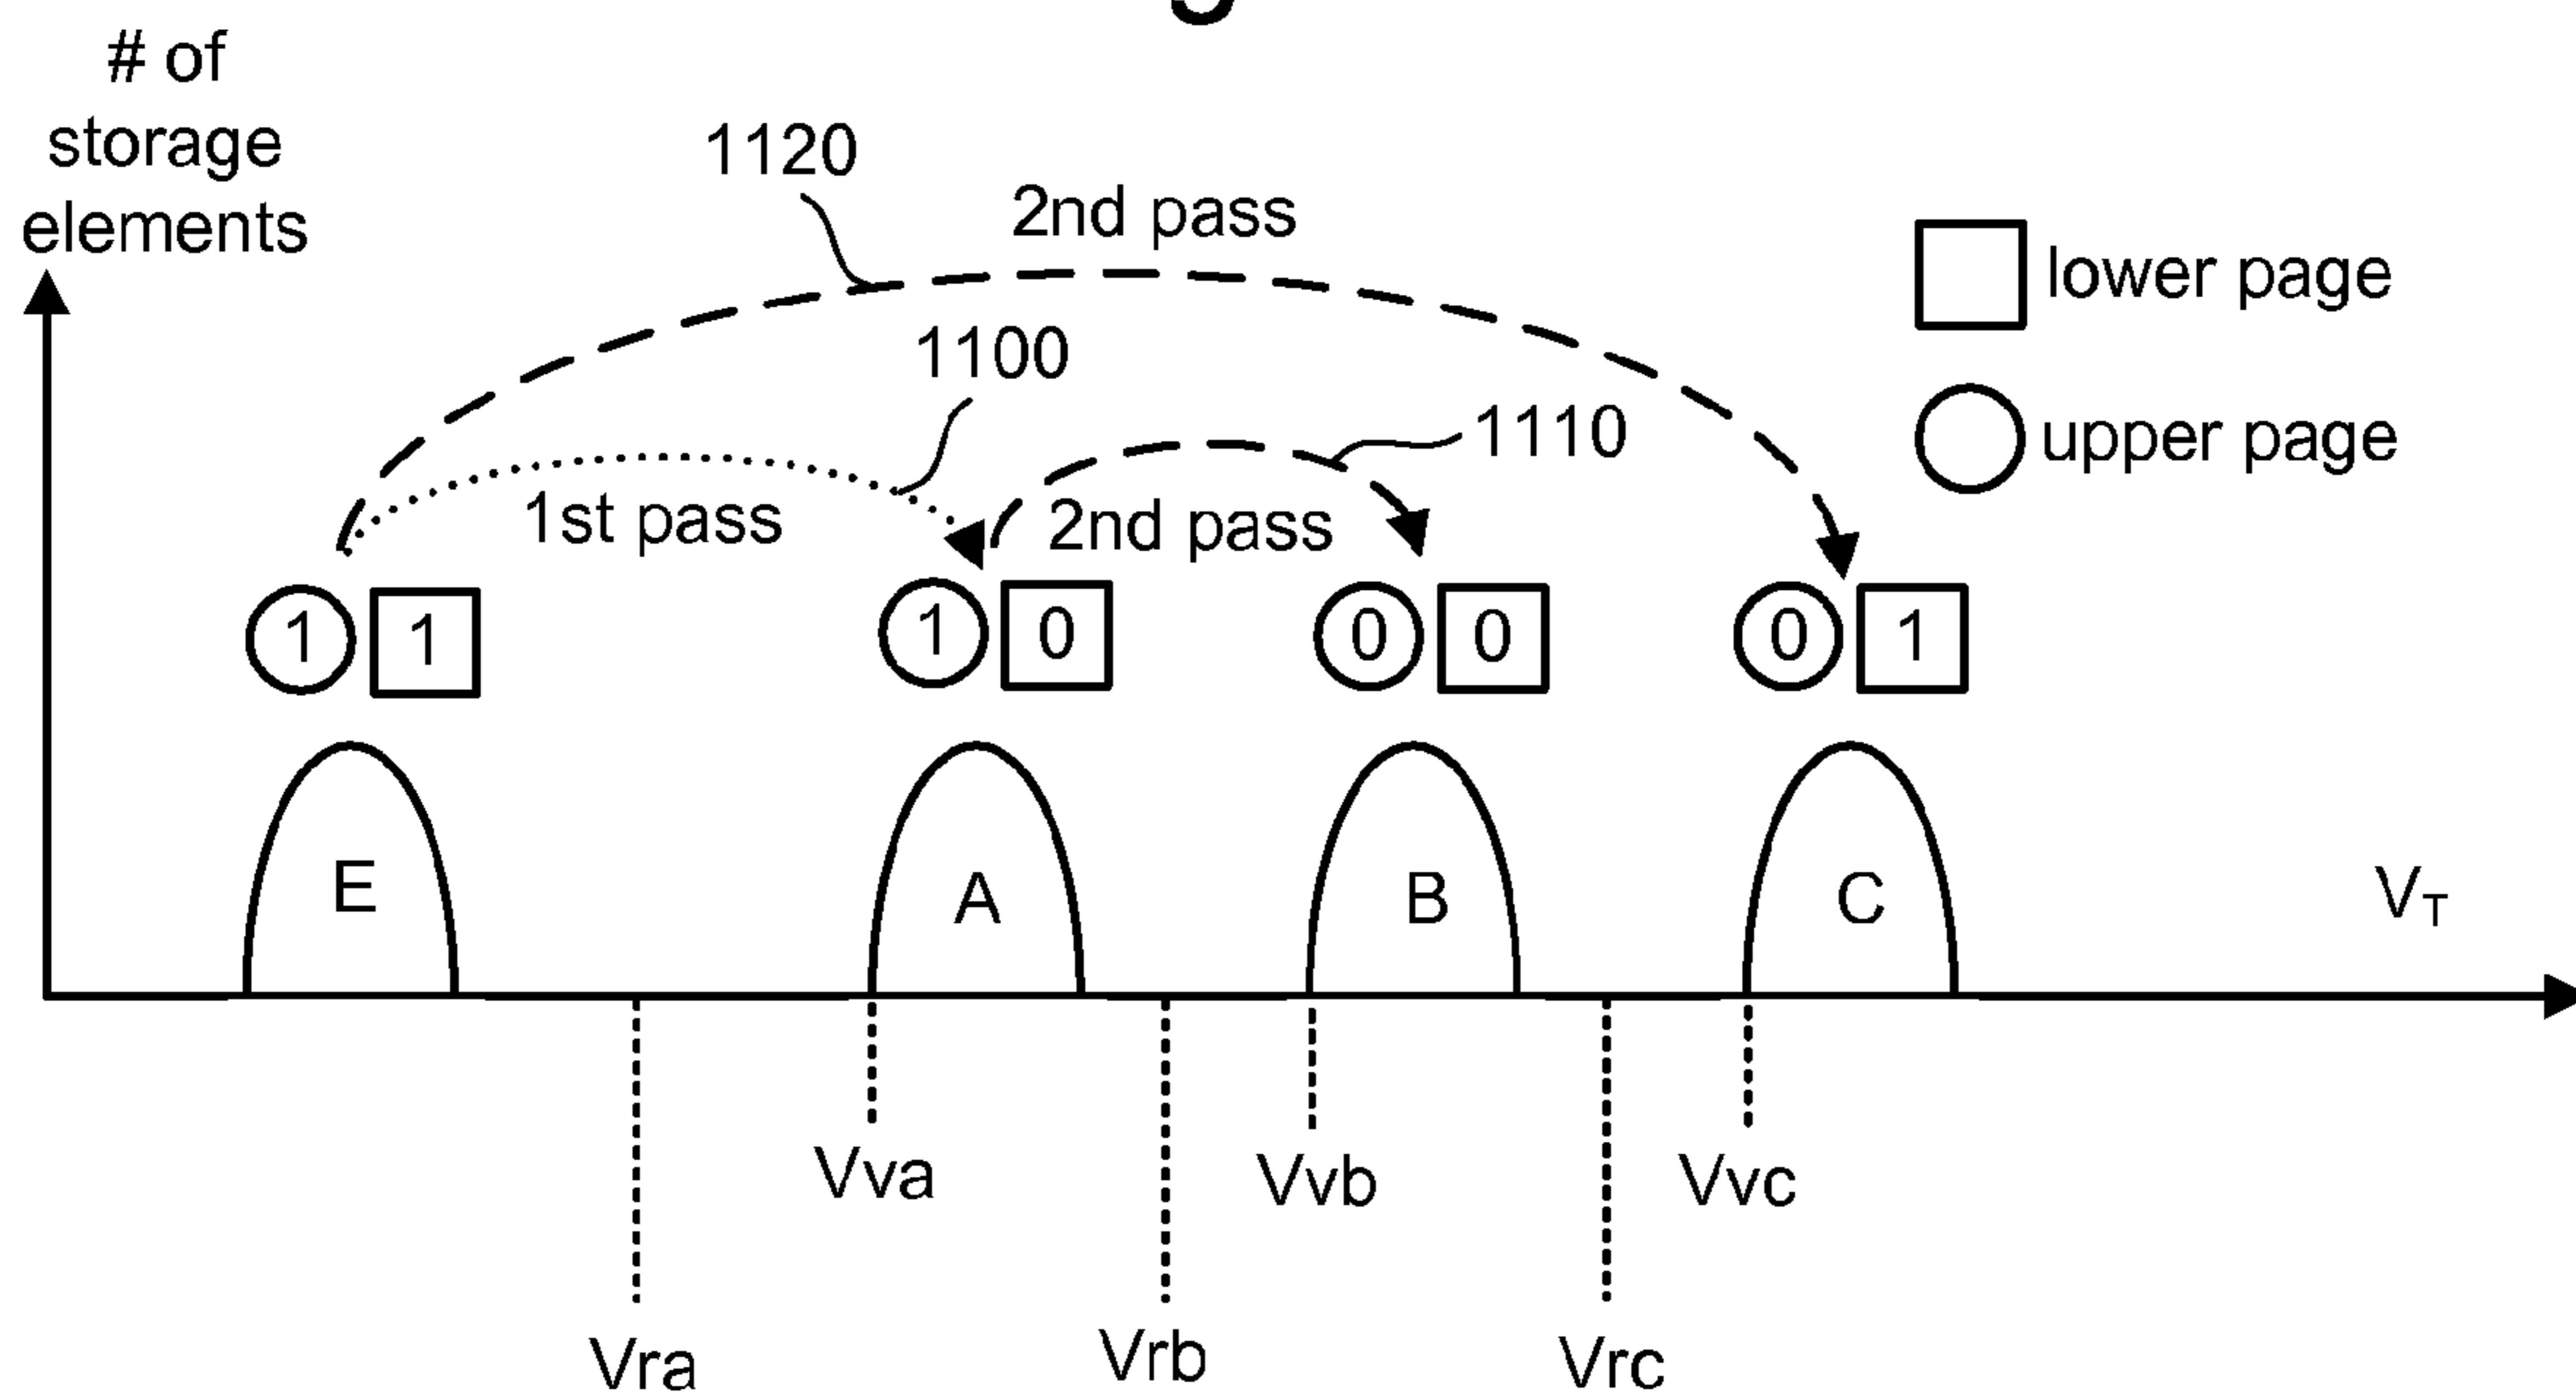 # of
storage
elements
1120
2nd pass
lower page
1100
1110
upper page
1st pass
2nd pass
1 1
1 0
0 0
0 1
E
A
B
C
VT
Vva
Vvb
Vvc
Vra
Vrb
Vrc